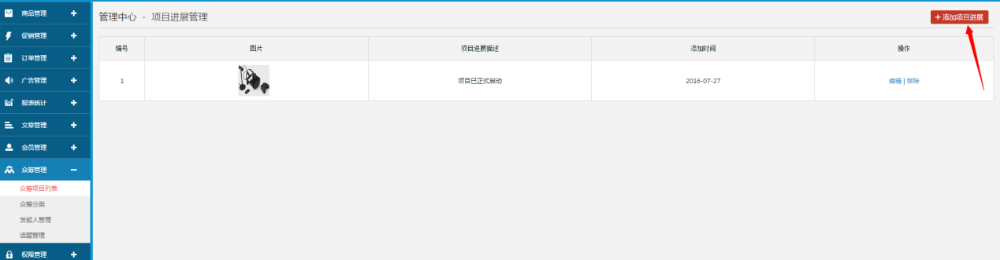 商品管理
促销管理
订单管理
广告管理
报表统计
文章管理
会员管理
众筹管理
众筹项目列表
众筹分类
发起人管理
话题管理
权限管理
管理中心 - 项目进展管理
+ 添加项目进展
编号 图片 项目进展描述 添加时间 操作
1 项目已正式启动 2016-07-27 编辑 | 移除